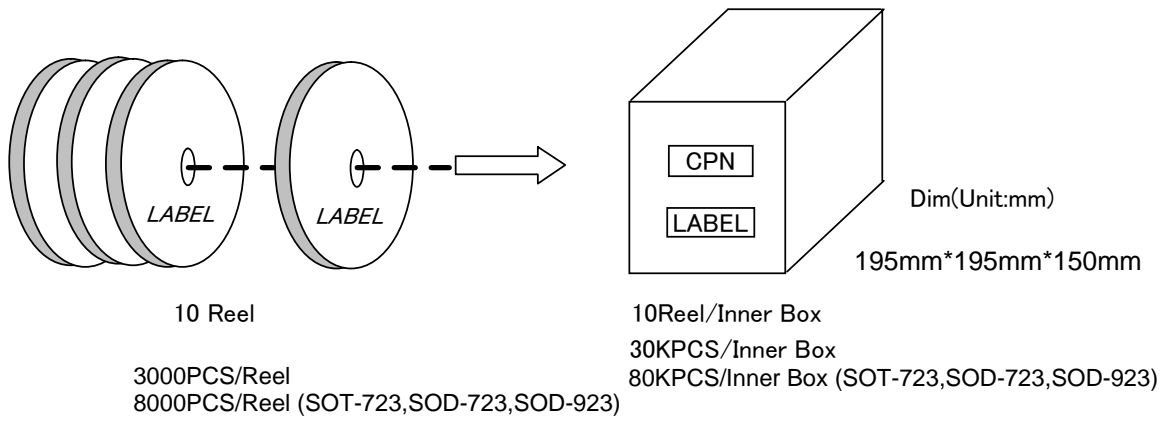 LABEL
LABEL
CPN
LABEL
Dim(Unit:mm)
195mm*195mm*150mm
10 Reel
3000PCS/Reel
8000PCS/Reel (SOT-723,SOD-723,SOD-923)
10Reel/Inner Box
30KPCS/Inner Box
80KPCS/Inner Box (SOT-723,SOD-723,SOD-923)